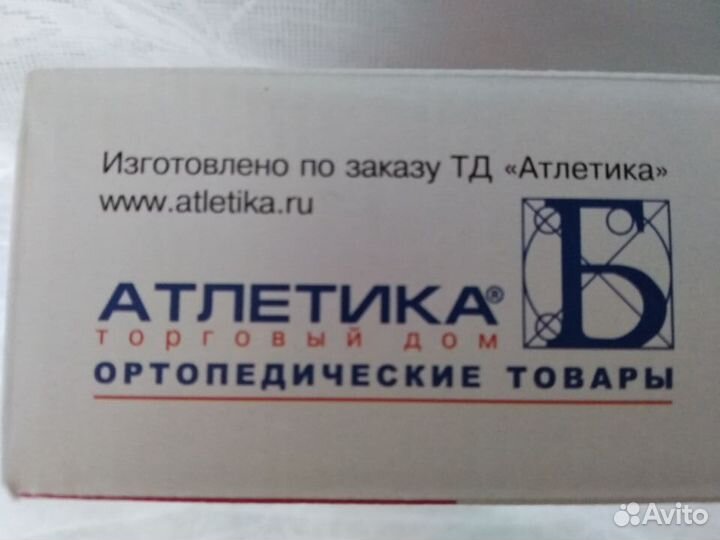 Изготовлено по заказу ТД «Атлетика»
www.atletika.ru
АТЛЕТИКА®
торговый дом
Б
ОРТОПЕДИЧЕСКИЕ ТОВАРЫ
Avito